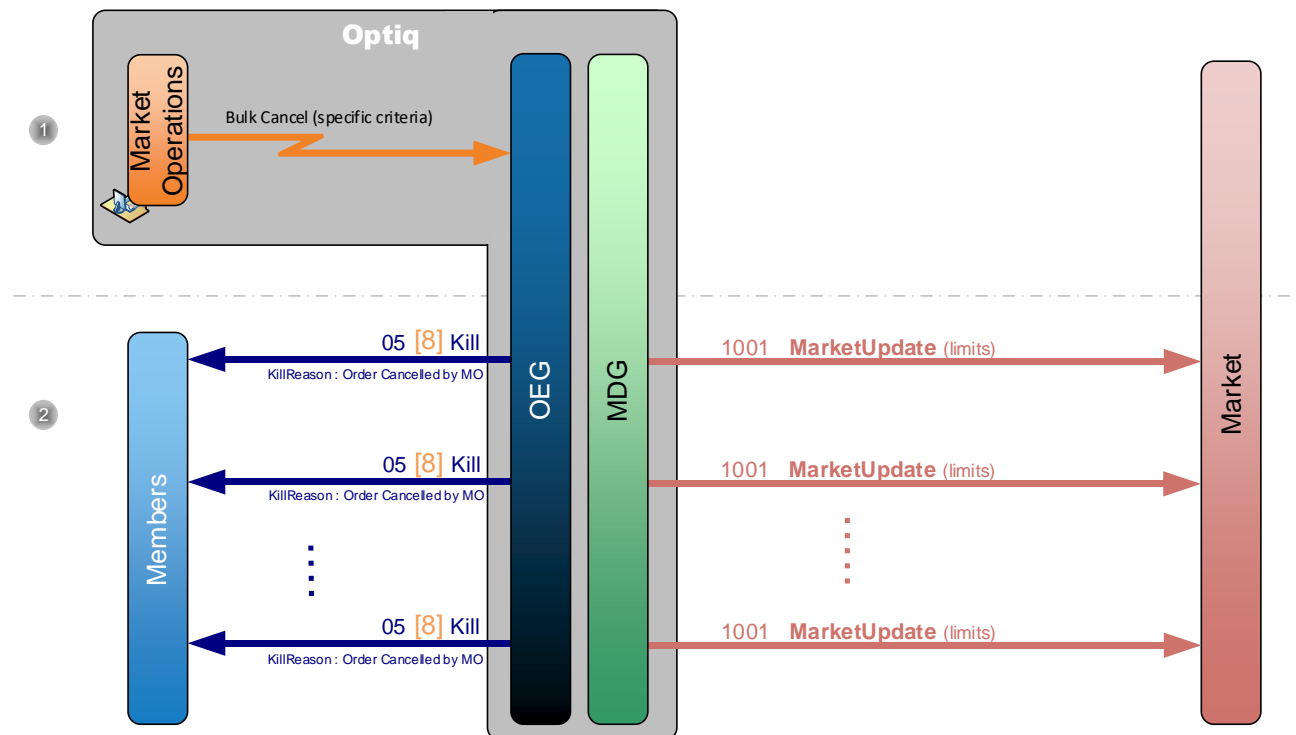 Optiq
Market
Operations
Bulk Cancel (specific criteria)
1
OEG
MDG
Market
2
Members
05 [8] Kill
KillReason : Order Cancelled by MO
1001 MarketUpdate (limits)
05 [8] Kill
KillReason : Order Cancelled by MO
1001 MarketUpdate (limits)
05 [8] Kill
KillReason : Order Cancelled by MO
1001 MarketUpdate (limits)